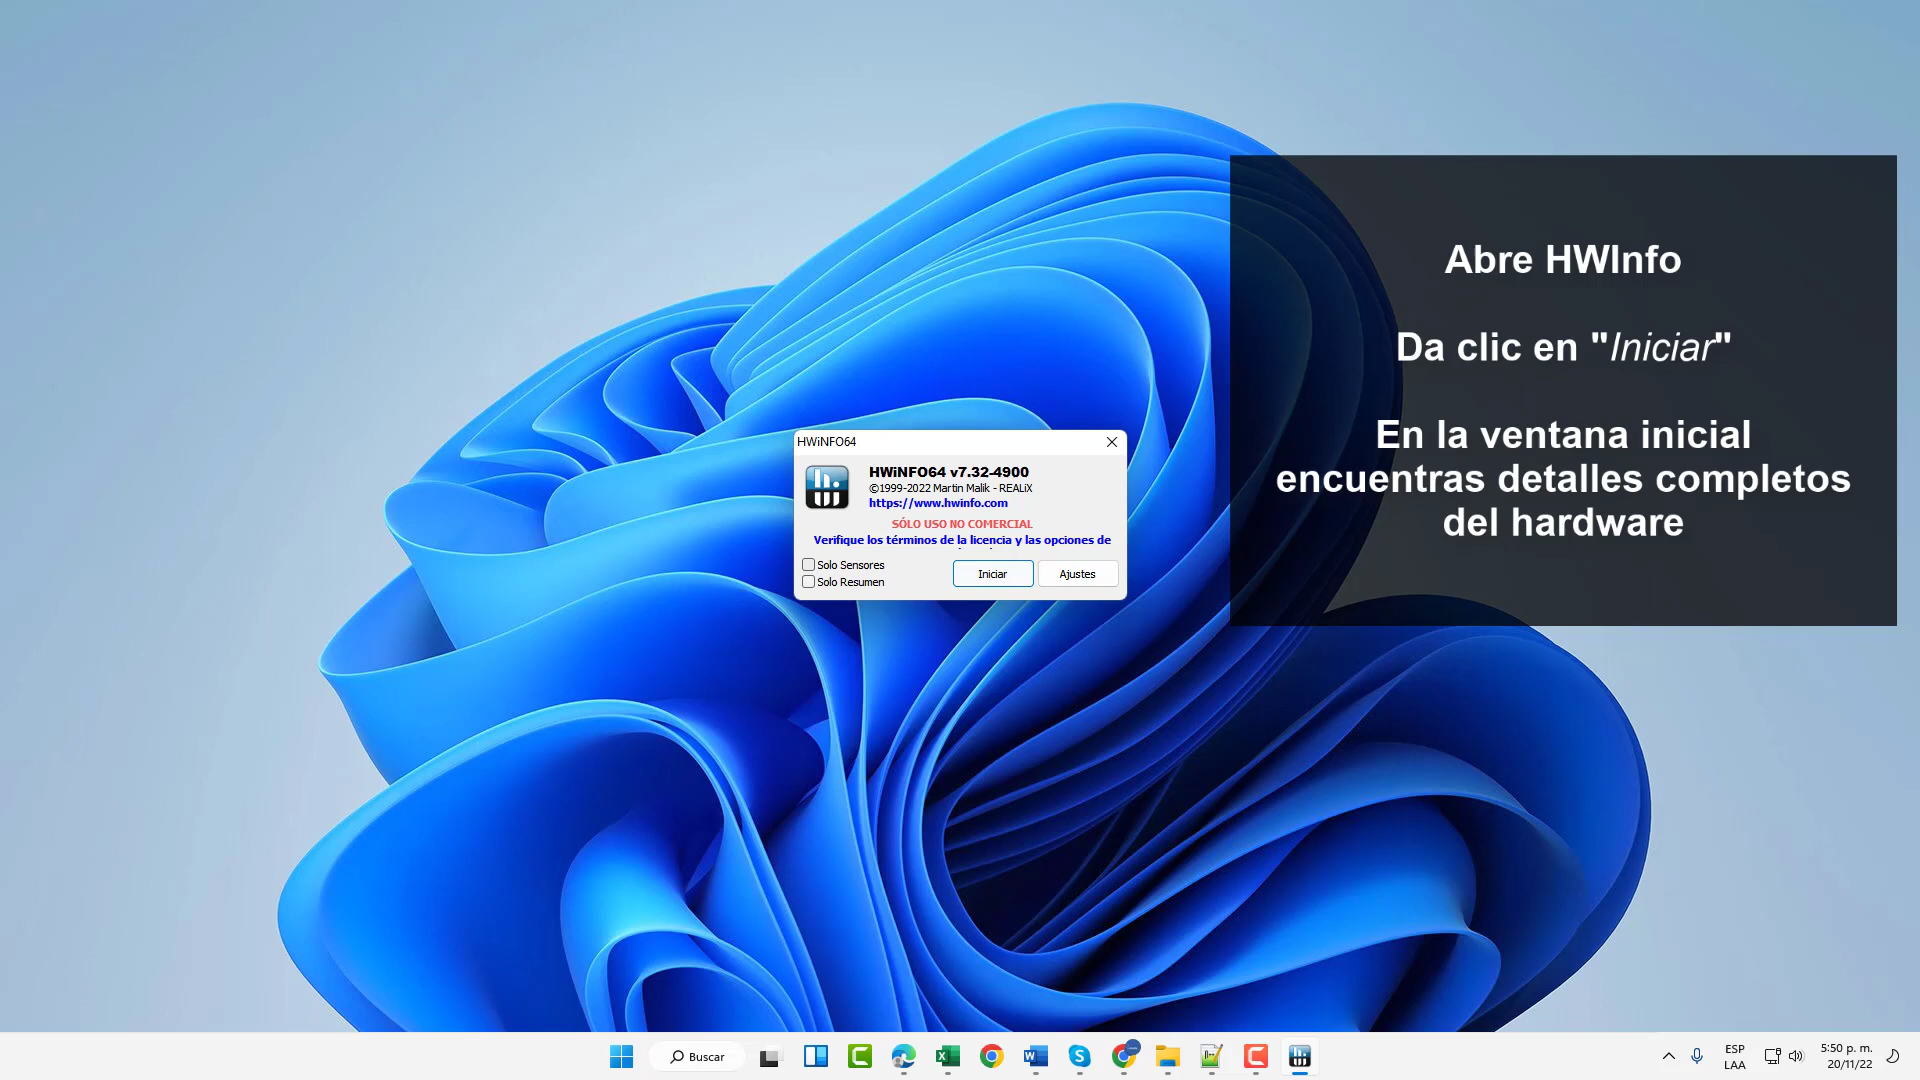 Abre HWInfo
Da clic en "Iniciar"
En la ventana inicial
encuentras detalles completos
del hardware
HWiNFO64
HWiNFO64 v7.32-4900
©1999-2022 Martin Malik - REALiX
https://www.hwinfo.com
SÓLO USO NO COMERCIAL
Verifique los términos de la licencia y las opciones de
Solo Sensores
Solo Resumen
Iniciar
Ajustes
Buscar
ESP
LAA
5:50 p. m.
20/11/22